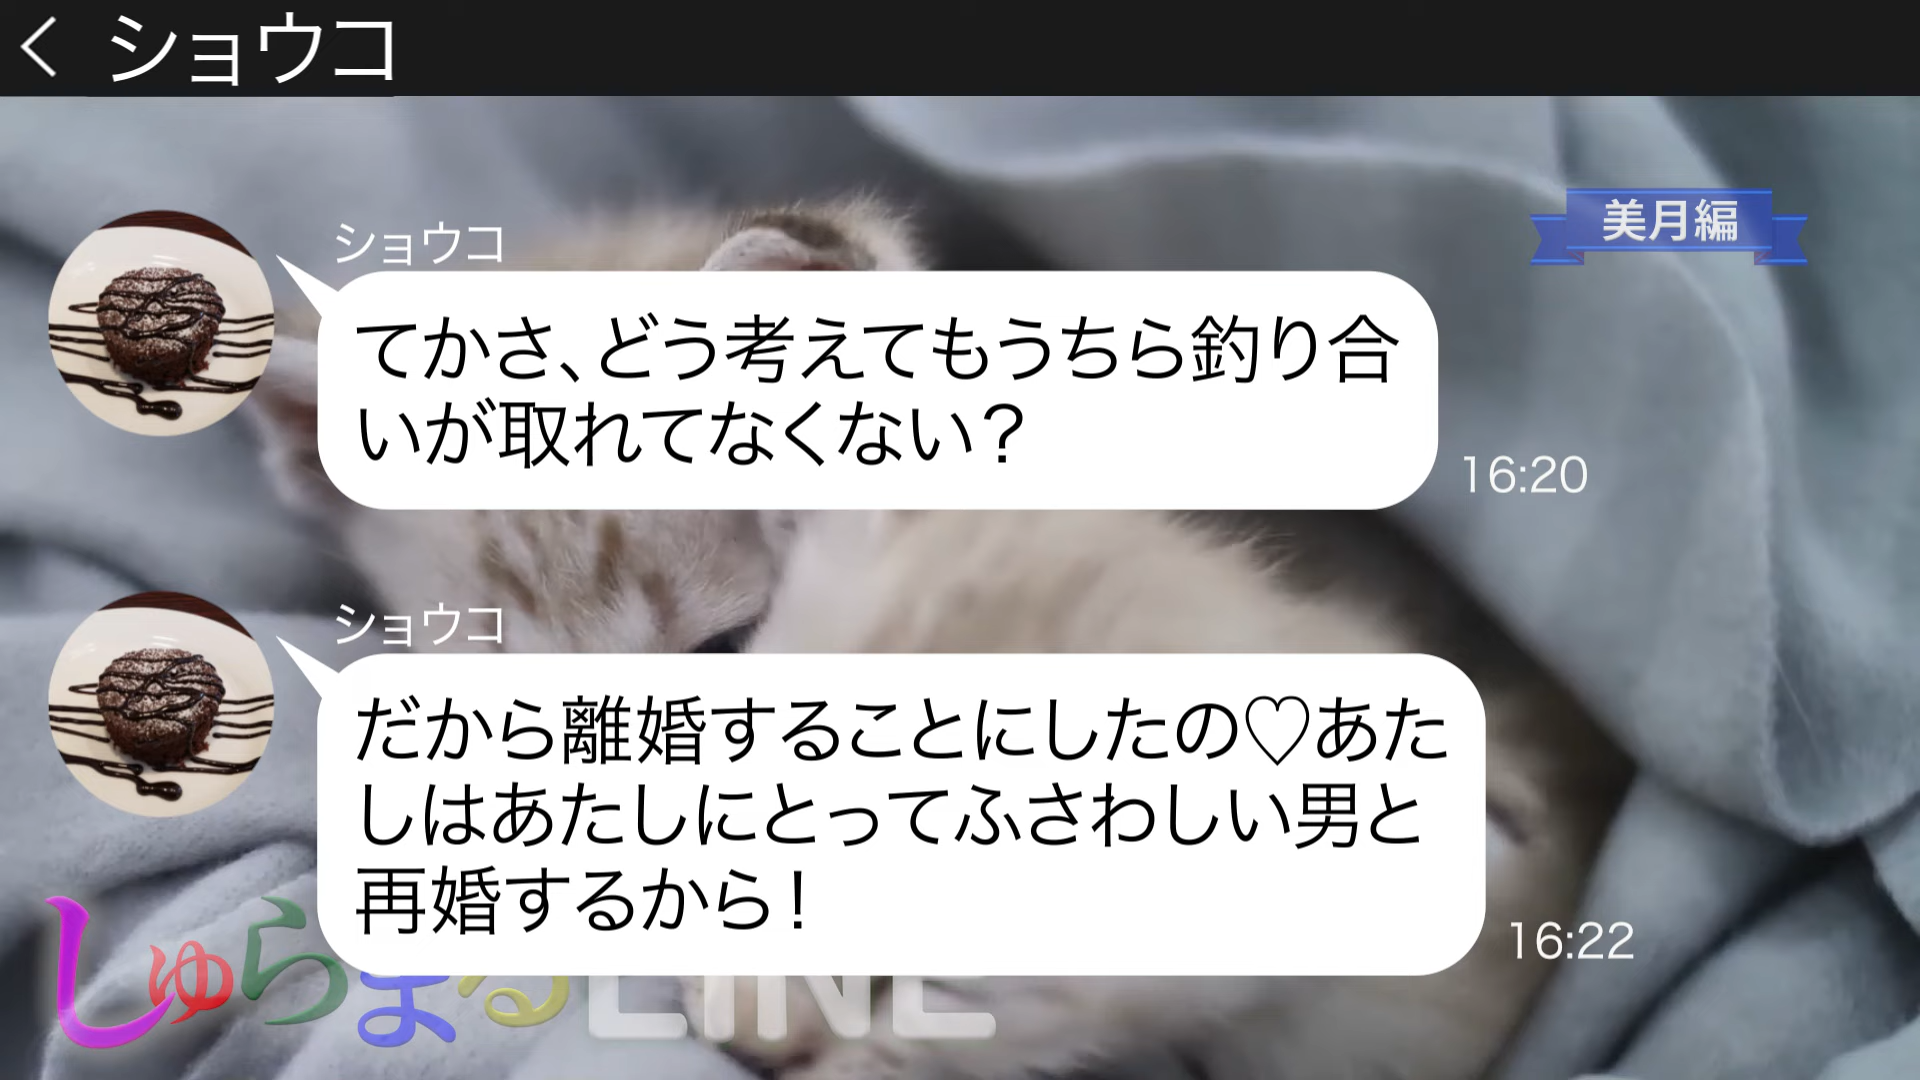 ショウコ
美月編
ショウコ
てかさ、どう考えてもうちら釣り合
いが取れてなくない？
16:20
ショウコ
だから離婚することにしたの♡あた
しはあたしにとってふさわしい男と
再婚するから！
16:22
しゅらまるLINE